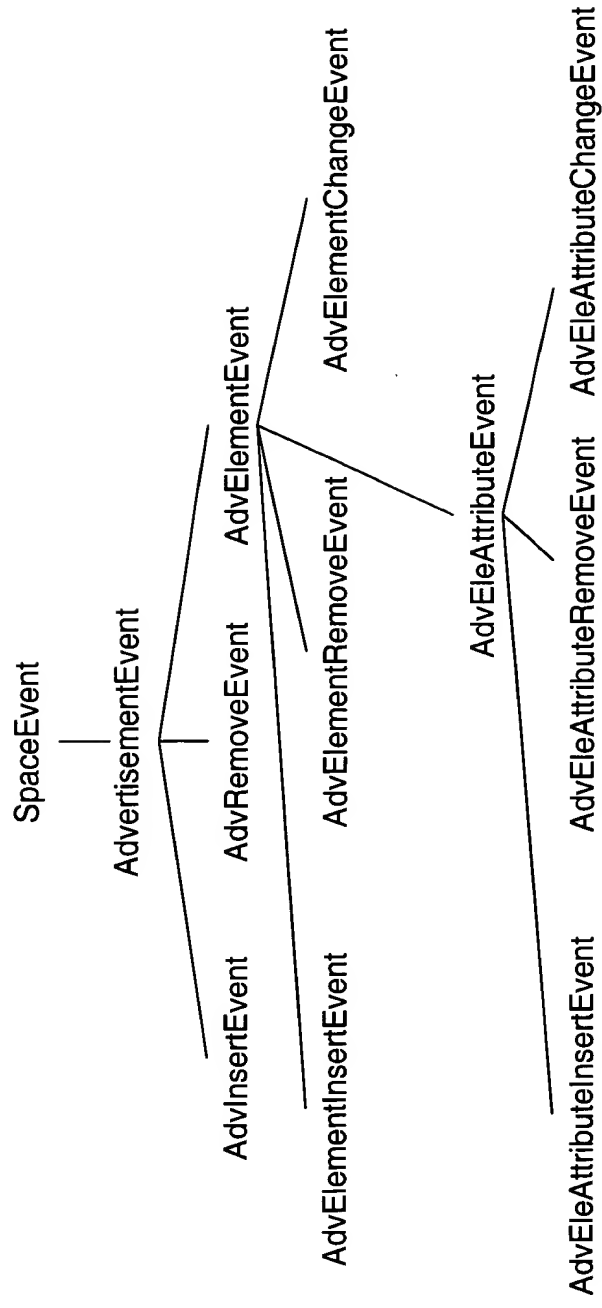 SpaceEvent
AdvertisementEvent
AdvInsertEvent
AdvRemoveEvent
AdvElementEvent
AdvElementInsertEvent
AdvElementRemoveEvent
AdvElementChangeEvent
AdvEleAttributeEvent
AdvEleAttributeInsertEvent
AdvEleAttributeRemoveEvent
AdvEleAttributeChangeEvent